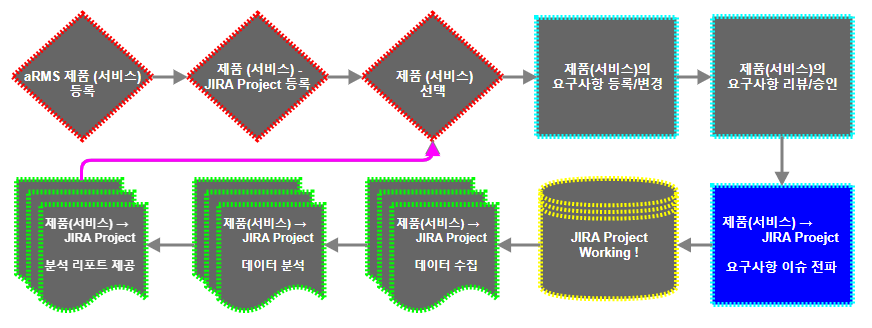 aRMS 제품 (서비스)
등록
제품 (서비스) -
JIRA Project 등록
제품 (서비스)
선택
제품(서비스)의
요구사항 등록/변경
제품(서비스)의
요구사항 리뷰/승인
제품(서비스) →
JIRA Project
분석 리포트 제공
제품(서비스) →
JIRA Project
데이터 분석
제품(서비스) →
JIRA Project
데이터 수집
JIRA Project
Working !
제품(서비스) →
JIRA Proejct
요구사항 이슈 전파